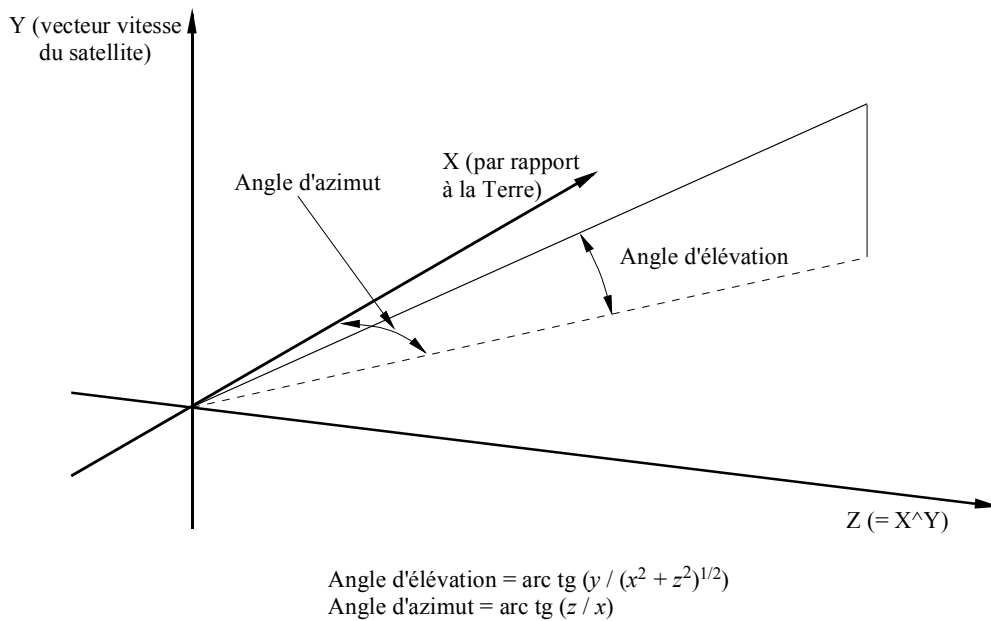 Y (vecteur vitesse
du satellite)
X (par rapport
à la Terre)
Angle d'azimut
Angle d'élévation
Z (= X^Y)
Angle d'élévation = arc tg (y / (x² + z²)¹/²)
Angle d'azimut = arc tg (z / x)